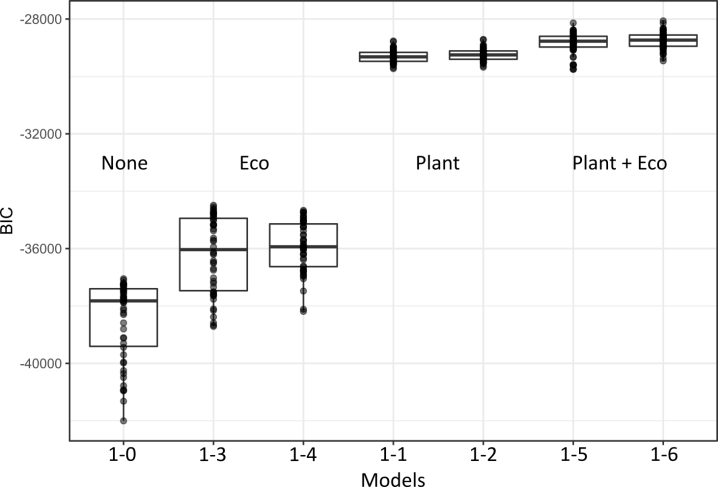 -28000
-32000
None Eco Plant Plant + Eco
-36000
BIC
-40000
1-0 1-3 1-4 1-1 1-2 1-5 1-6
Models